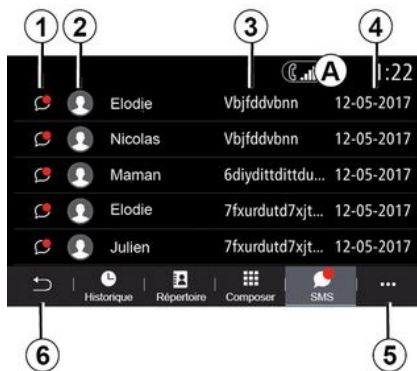 1 2 3 4
A 1:22
Elodie Vbjfddvbnn 12-05-2017
Nicolas Vbjfddvbnn 12-05-2017
Maman 6diydittdittdu... 12-05-2017
Elodie 7fxurdutd7xjt... 12-05-2017
Julien 7fxurdutd7xjt... 12-05-2017
Historique Répertoire Composer SMS ...
6 5